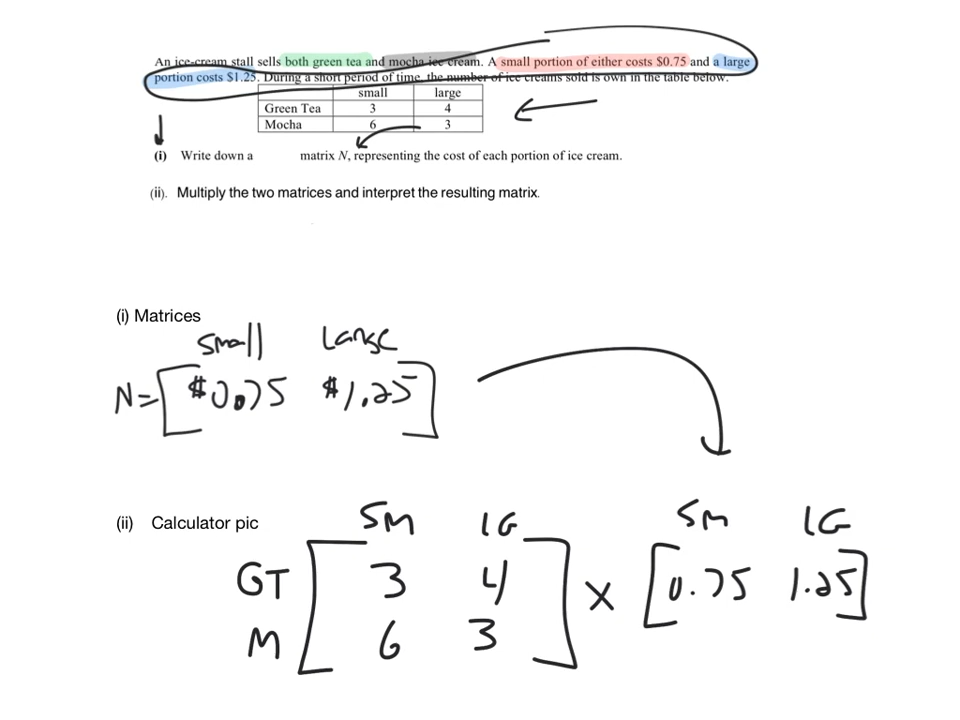 An ice-cream stall sells both green tea and mocha ice cream. A small portion of either costs $0.75 and a large
portion costs $1.25. During a short period of time, the number of ice creams sold is own in the table below.
small large
Green Tea 3 4
Mocha 6 3
(i) Write down a matrix N, representing the cost of each portion of ice cream.
(ii). Multiply the two matrices and interpret the resulting matrix.
(i) Matrices
small Large
N= [ $0.75 $1.25 ]
(ii) Calculator pic
SM LG SM LG
GT 3 4 × [0.75 1.25]
M 6 3